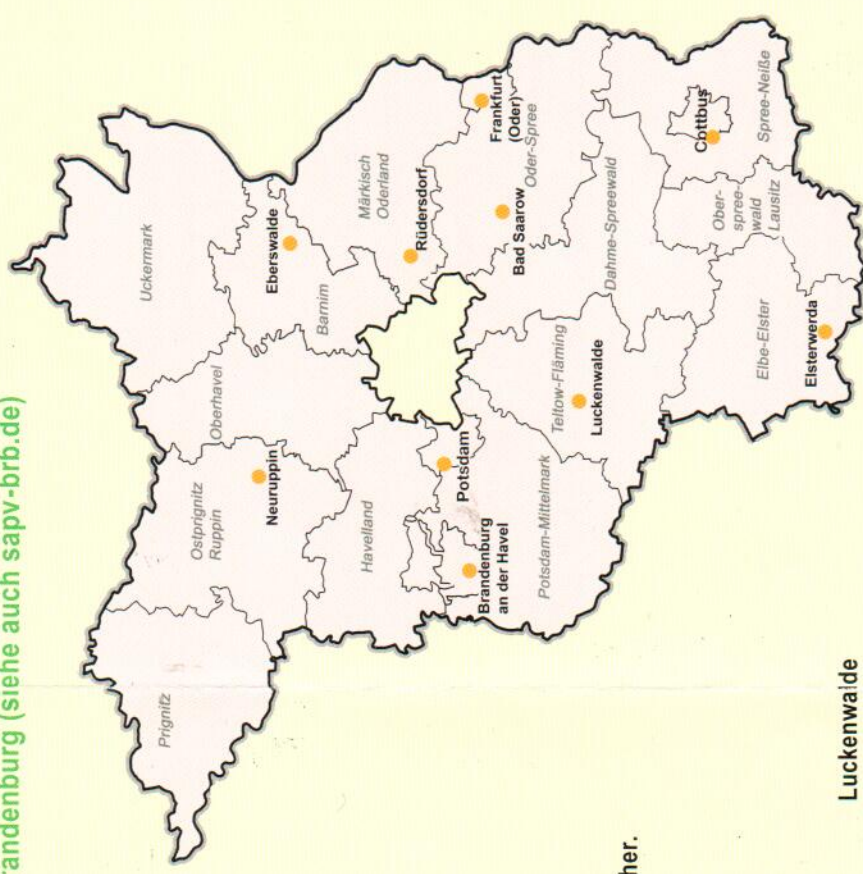 randenburg (siehe auch sapv-brb.de)
Prignitz
Ostprignitz
Ruppin
Neuruppin
Oberhavel
Uckermark
Eberswalde
Barnim
Havelland
Märkisch
Oderland
Rüdersdorf
Potsdam
Brandenburg
an der Havel
Frankfurt
(Oder)
Oder-Spree
Bad Saarow
Potsdam-Mittelmark
Teltow-Fläming
Luckenwalde
Dahme-Spreewald
Cottbus
Spree-Neiße
Ober-
spree-
wald
Lausitz
Elbe-Elster
Elsterwerda
her.
Luckenwalde